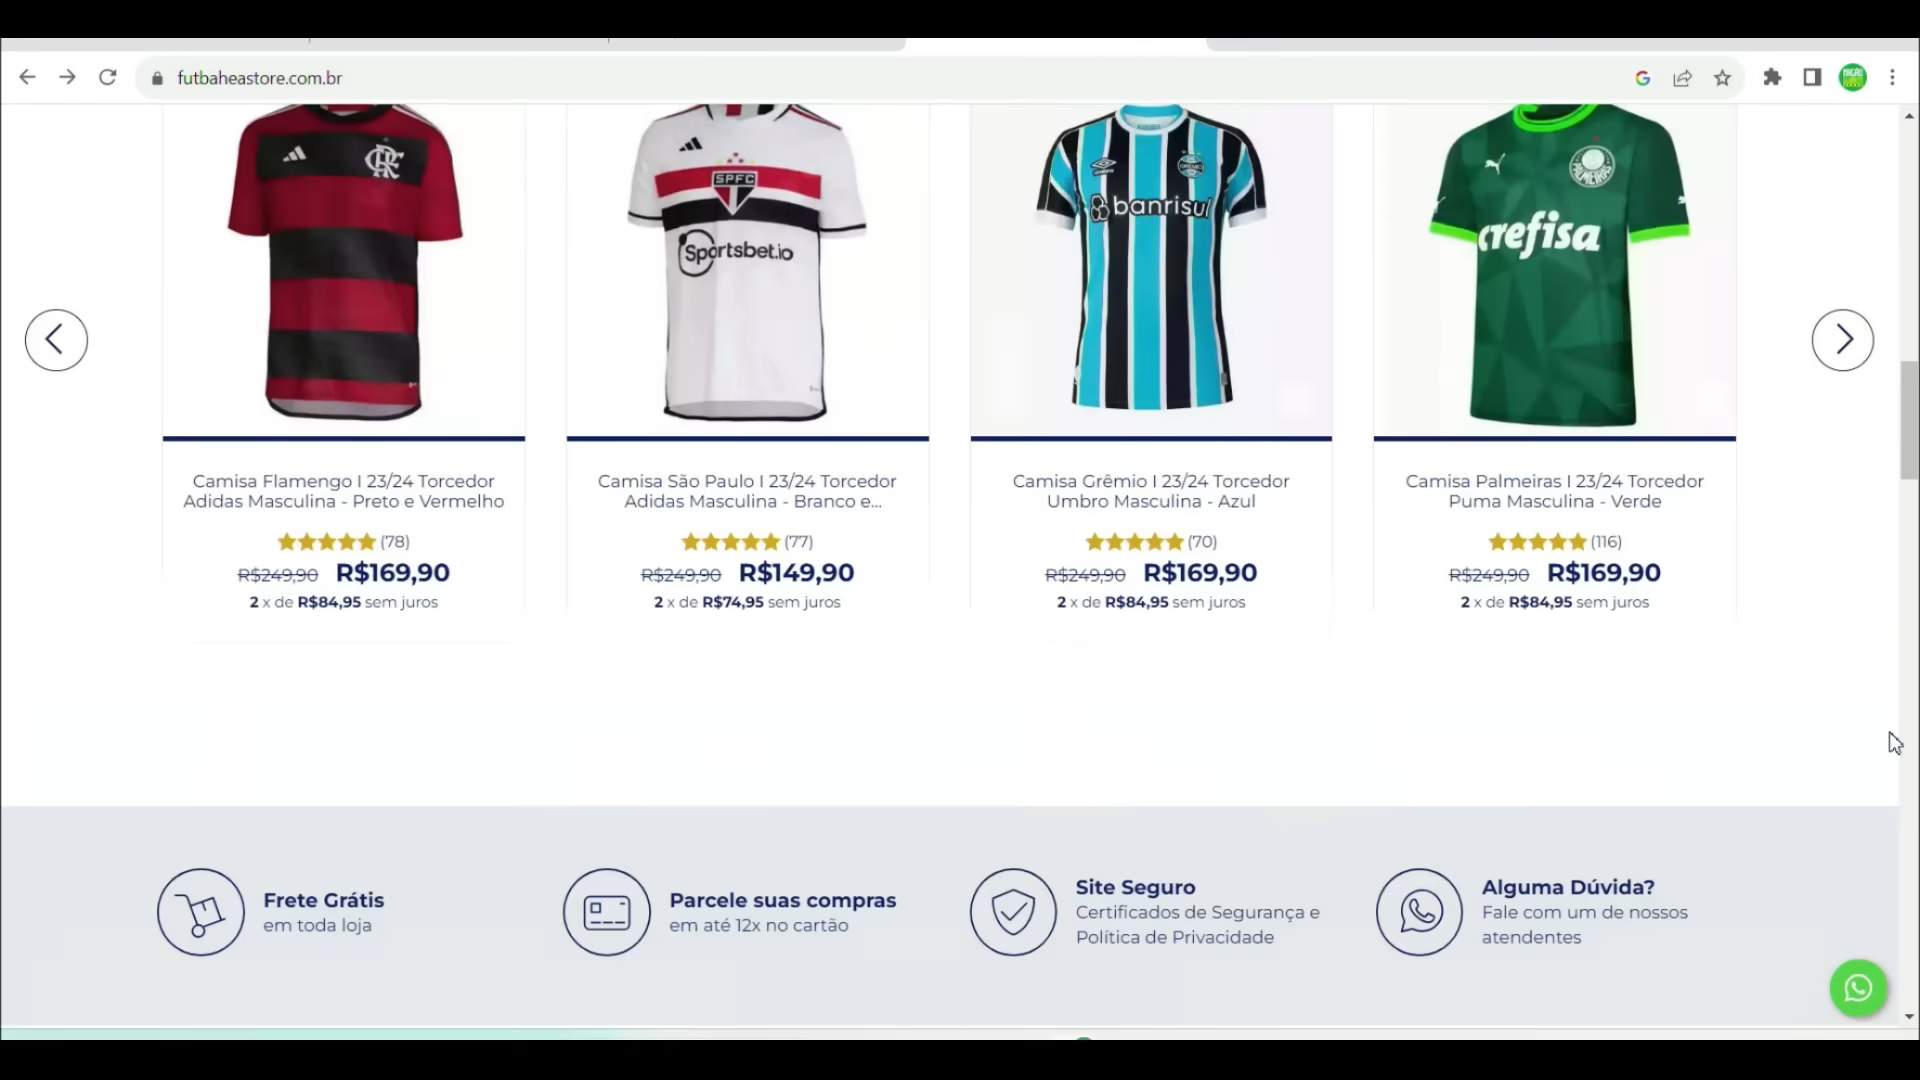 futbaheastore.com.br
SPFC
Sportsbet.io
banrisul
GRÊMIO
PALMEIRAS
crefisa
Camisa Flamengo I 23/24 Torcedor
Adidas Masculina - Preto e Vermelho
(78)
R$249,90 R$169,90
2 x de R$84,95 sem juros
Camisa São Paulo I 23/24 Torcedor
Adidas Masculina - Branco e...
(77)
R$249,90 R$149,90
2 x de R$74,95 sem juros
Camisa Grêmio I 23/24 Torcedor
Umbro Masculina - Azul
(70)
R$249,90 R$169,90
2 x de R$84,95 sem juros
Camisa Palmeiras I 23/24 Torcedor
Puma Masculina - Verde
(116)
R$249,90 R$169,90
2 x de R$84,95 sem juros
Frete Grátis
em toda loja
Parcele suas compras
em até 12x no cartão
Site Seguro
Certificados de Segurança e
Política de Privacidade
Alguma Dúvida?
Fale com um de nossos
atendentes